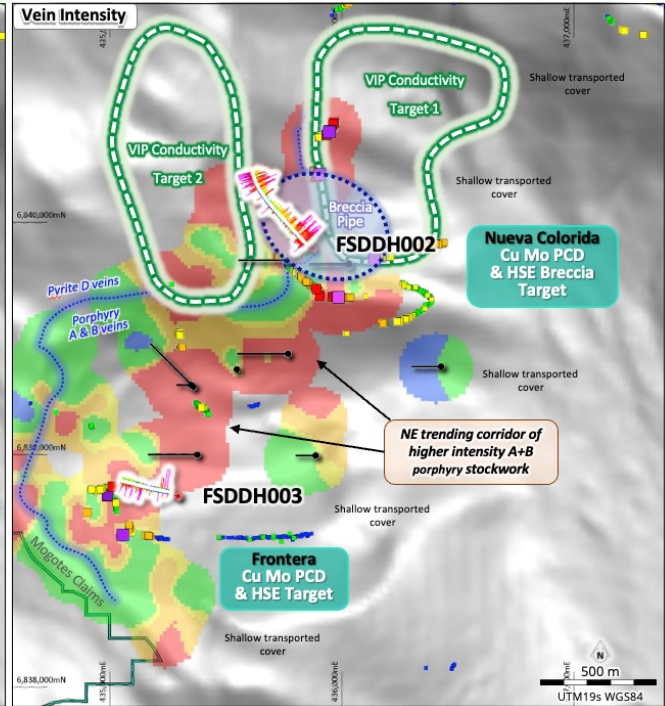 Vein Intensity
435,
437,000mE
Shallow transported
cover
VIP Conductivity
Target 1
VIP Conductivity
Target 2
Shallow transported
cover
6,840,000mN
Breccia
Pipe
FSDDH002
Nueva Colorida
Cu Mo PCD
& HSE Breccia
Target
Pyrite D veins
Porphyry
A & B veins
Shallow transported
cover
NE trending corridor of
higher intensity A+B
porphyry stockwork
FSDDH003
Shallow transported
cover
Mogotes Claims
Frontera
Cu Mo PCD
& HSE Target
Shallow transported
cover
N
500 m
6,838,000mN
436,000mE
UTM19s WGS84